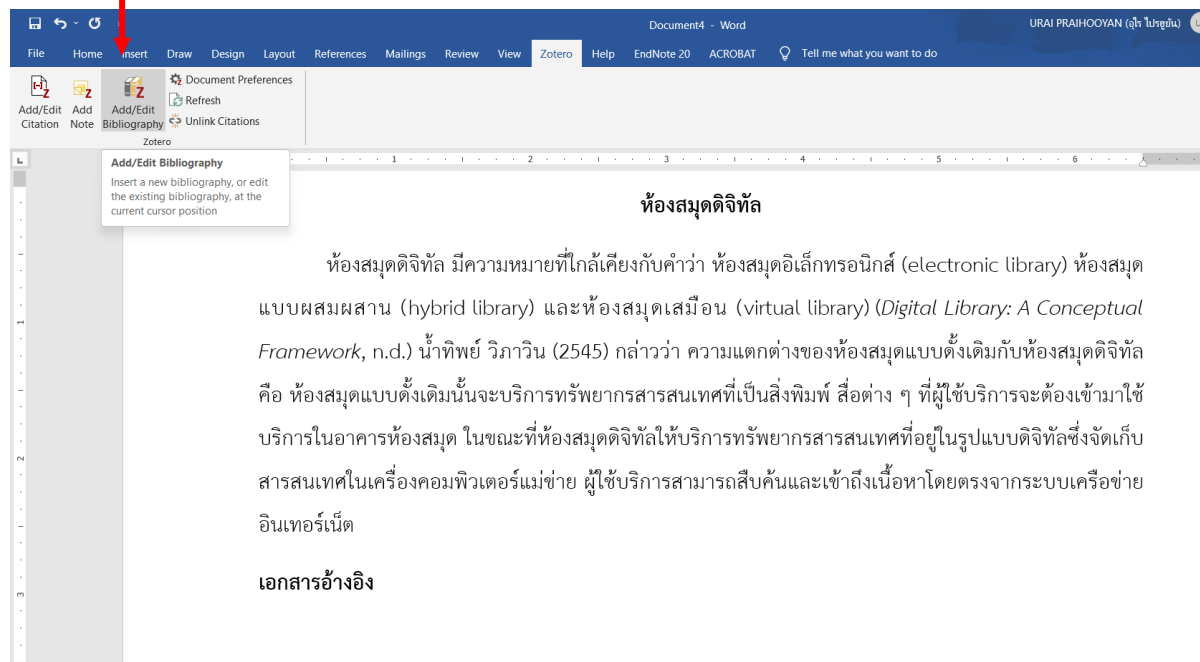 Document4 - Word
URAI PRAIHOOYAN (อุไร ไปรฮูยัน)
File Home Insert Draw Design Layout References Mailings Review View Zotero Help EndNote 20 ACROBAT Tell me what you want to do
Add/Edit Citation
Add Note
Add/Edit Bibliography
Document Preferences
Refresh
Unlink Citations
Zotero
Add/Edit Bibliography
Insert a new bibliography, or edit
the existing bibliography, at the
current cursor position
1 2 3 4 5 6
ห้องสมุดดิจิทัล
ห้องสมุดดิจิทัล มีความหมายที่ใกล้เคียงกับคำว่า ห้องสมุดอิเล็กทรอนิกส์ (electronic library) ห้องสมุด
แบบผสมผสาน (hybrid library) และห้องสมุดเสมือน (virtual library) (Digital Library: A Conceptual
Framework, n.d.) น้ำทิพย์ วิภาวิน (2545) กล่าวว่า ความแตกต่างของห้องสมุดแบบดั้งเดิมกับห้องสมุดดิจิทัล
คือ ห้องสมุดแบบดั้งเดิมนั้นจะบริการทรัพยากรสารสนเทศที่เป็นสิ่งพิมพ์ สื่อต่าง ๆ ที่ผู้ใช้บริการจะต้องเข้ามาใช้
บริการในอาคารห้องสมุด ในขณะที่ห้องสมุดดิจิทัลให้บริการทรัพยากรสารสนเทศที่อยู่ในรูปแบบดิจิทัลซึ่งจัดเก็บ
สารสนเทศในเครื่องคอมพิวเตอร์แม่ข่าย ผู้ใช้บริการสามารถสืบค้นและเข้าถึงเนื้อหาโดยตรงจากระบบเครือข่าย
อินเทอร์เน็ต
เอกสารอ้างอิง
1
2
3